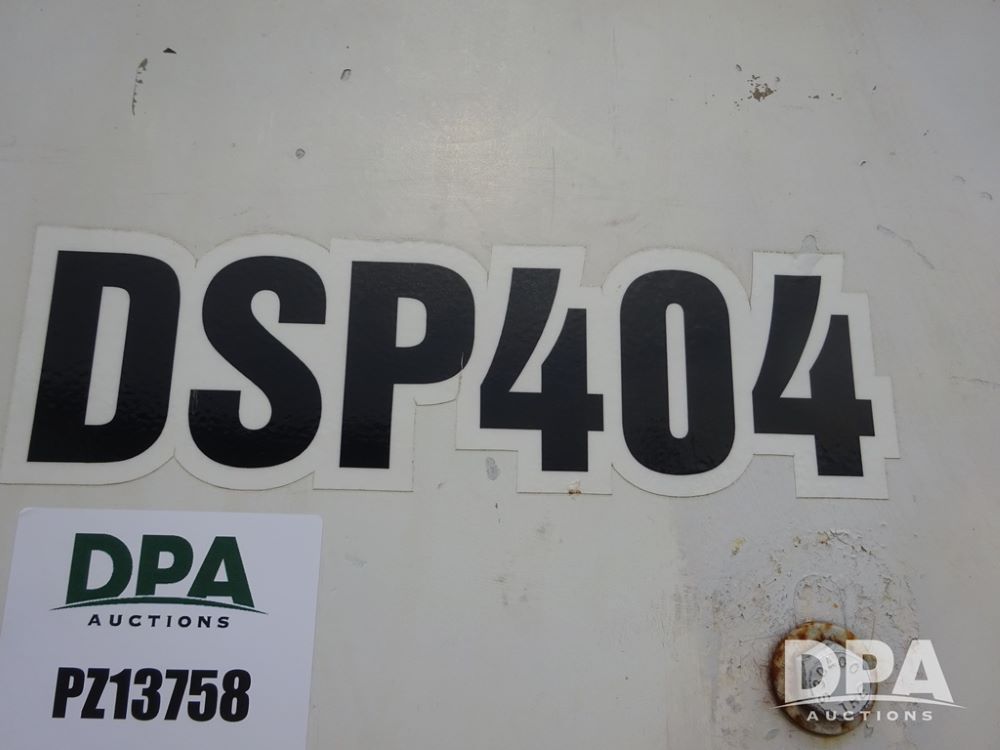 DSP404
DPA
AUCTIONS
PZ13758
DPA
AUCTIONS